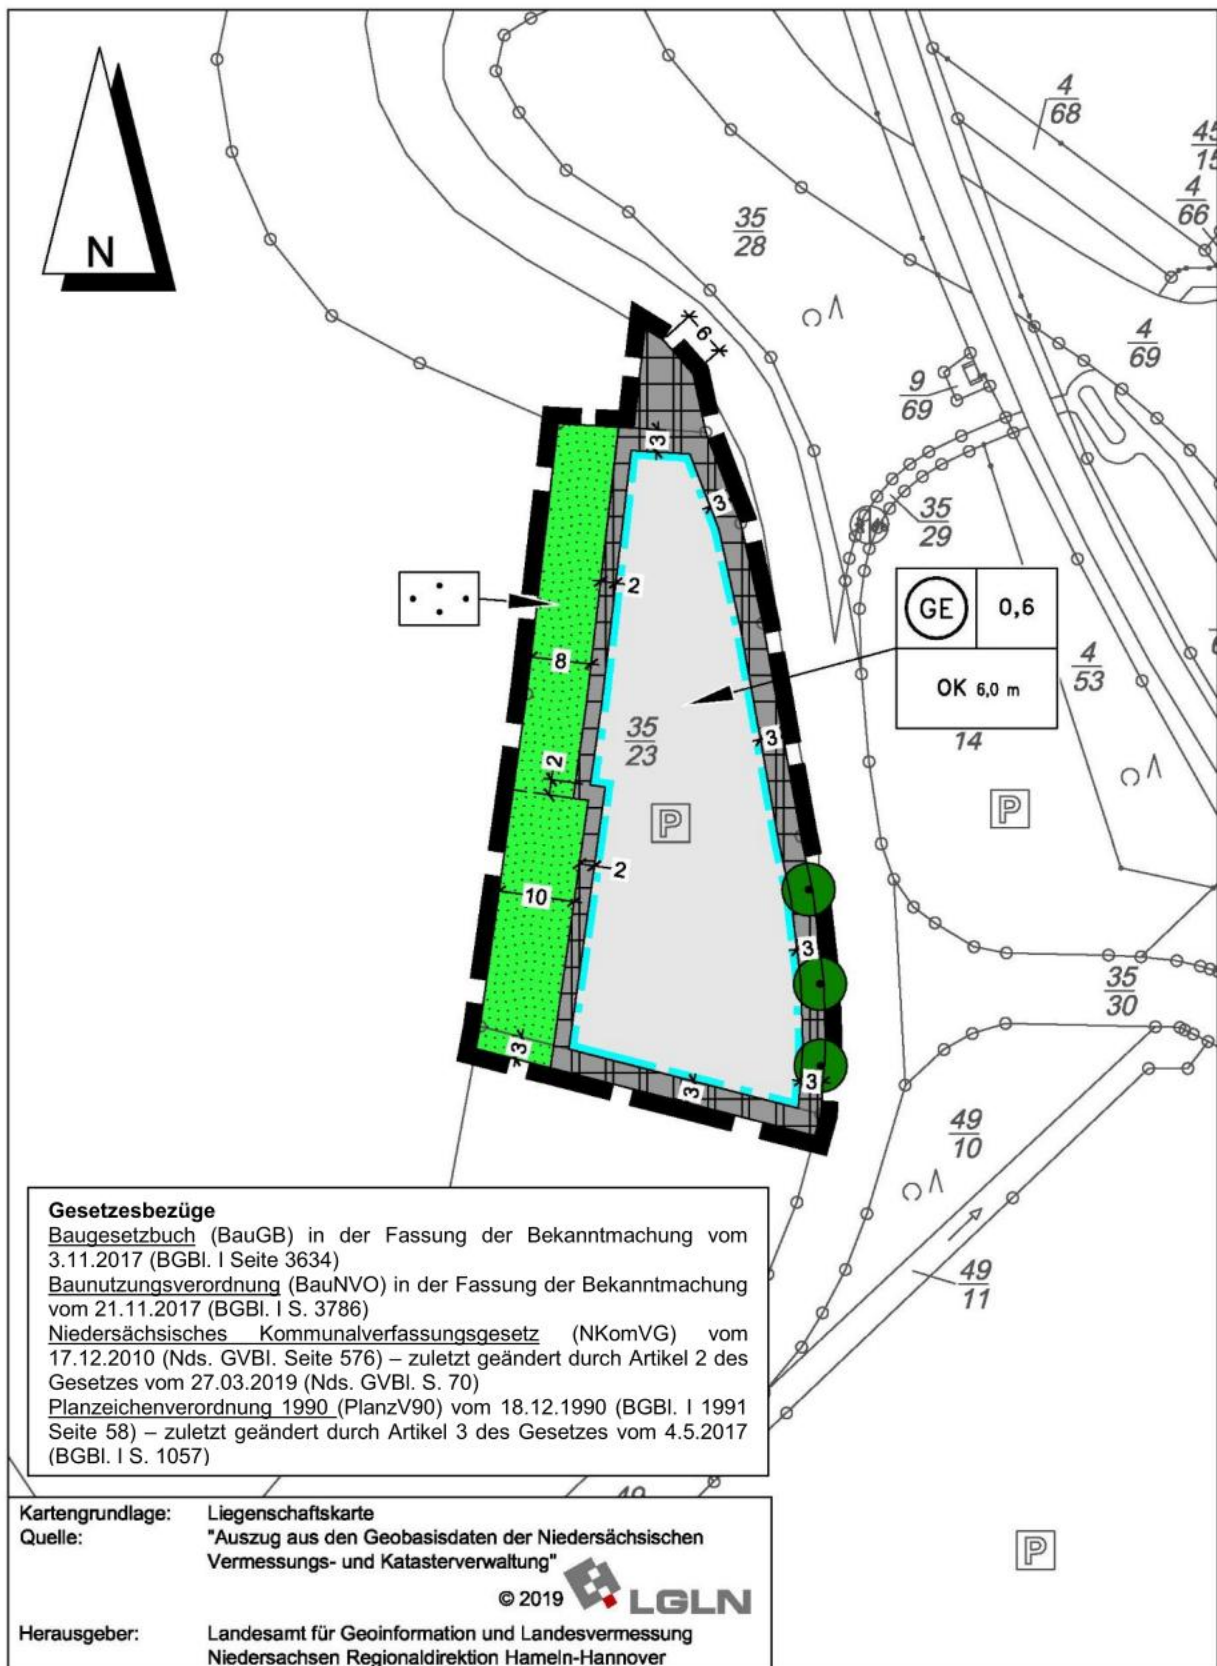 4
68
45
15
4
66
35
28
N
6
4
69
9
69
3
3
35
29
GE 0,6
2
OK 6,0 m
4
53
8
14
35
23
3
2
P
P
2
10
3
35
30
3
3
3
49
10
Gesetzesbezüge
Baugesetzbuch (BauGB) in der Fassung der Bekanntmachung vom
3.11.2017 (BGBl. I Seite 3634)
Baunutzungsverordnung (BauNVO) in der Fassung der Bekanntmachung
vom 21.11.2017 (BGBl. I S. 3786)
Niedersächsisches Kommunalverfassungsgesetz (NKomVG) vom
17.12.2010 (Nds. GVBl. Seite 576) – zuletzt geändert durch Artikel 2 des
Gesetzes vom 27.03.2019 (Nds. GVBl. S. 70)
Planzeichenverordnung 1990 (PlanzV90) vom 18.12.1990 (BGBl. I 1991
Seite 58) – zuletzt geändert durch Artikel 3 des Gesetzes vom 4.5.2017
(BGBl. I S. 1057)
49
11
49
P
Kartengrundlage: Liegenschaftskarte
Quelle: "Auszug aus den Geobasisdaten der Niedersächsischen
Vermessungs- und Katasterverwaltung"
© 2019 LGLN
Herausgeber: Landesamt für Geoinformation und Landesvermessung
Niedersachsen Regionaldirektion Hameln-Hannover